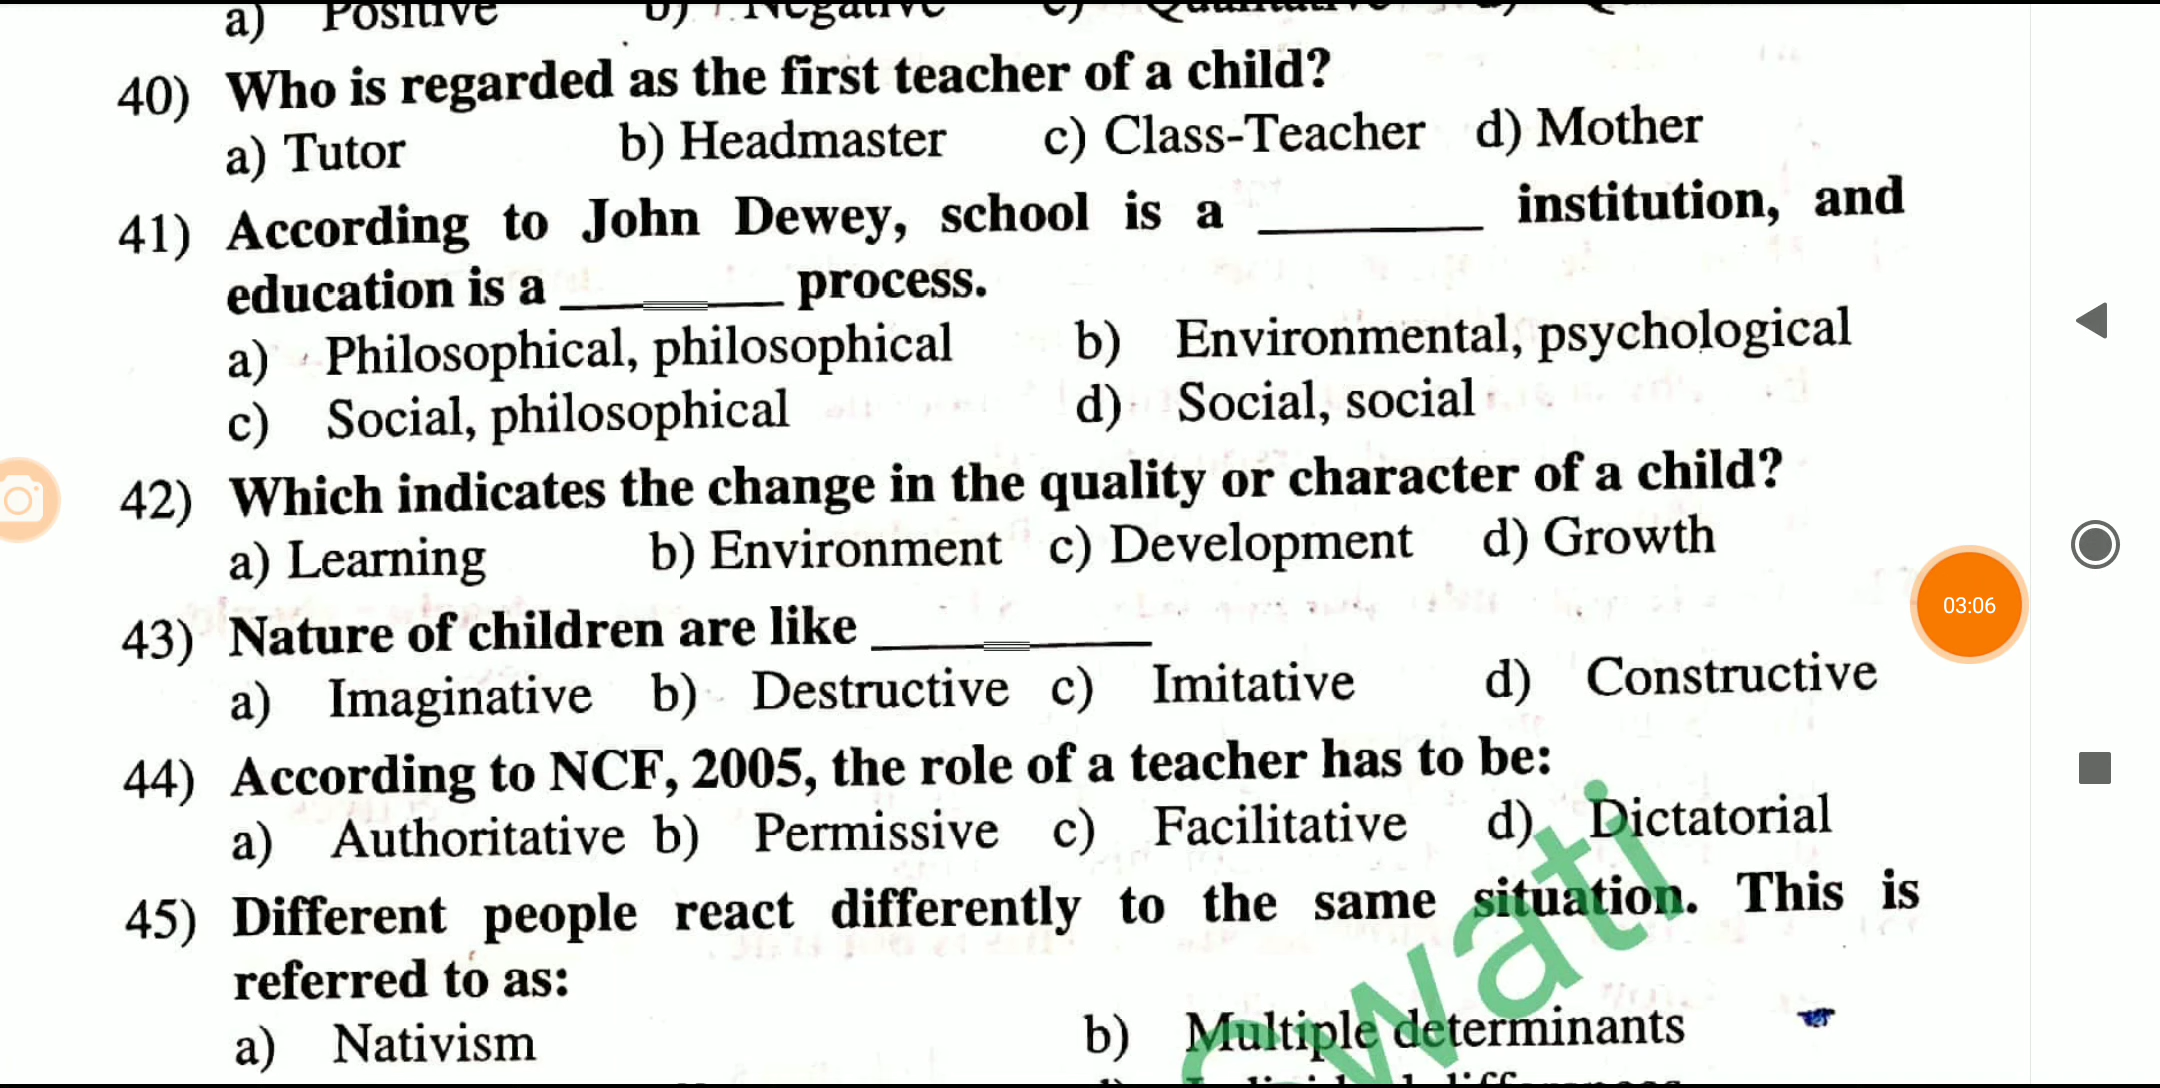 a) Positive b) Negative c)
40) Who is regarded as the first teacher of a child?
a) Tutor b) Headmaster c) Class-Teacher d) Mother
41) According to John Dewey, school is a ________ institution, and
education is a ________ process.
a) Philosophical, philosophical b) Environmental, psychological
c) Social, philosophical d) Social, social
42) Which indicates the change in the quality or character of a child?
a) Learning b) Environment c) Development d) Growth
03:06
43) Nature of children are like ________
a) Imaginative b) Destructive c) Imitative d) Constructive
44) According to NCF, 2005, the role of a teacher has to be:
a) Authoritative b) Permissive c) Facilitative d) Dictatorial
45) Different people react differently to the same situation. This is
referred to as:
a) Nativism b) Multiple determinants
wati